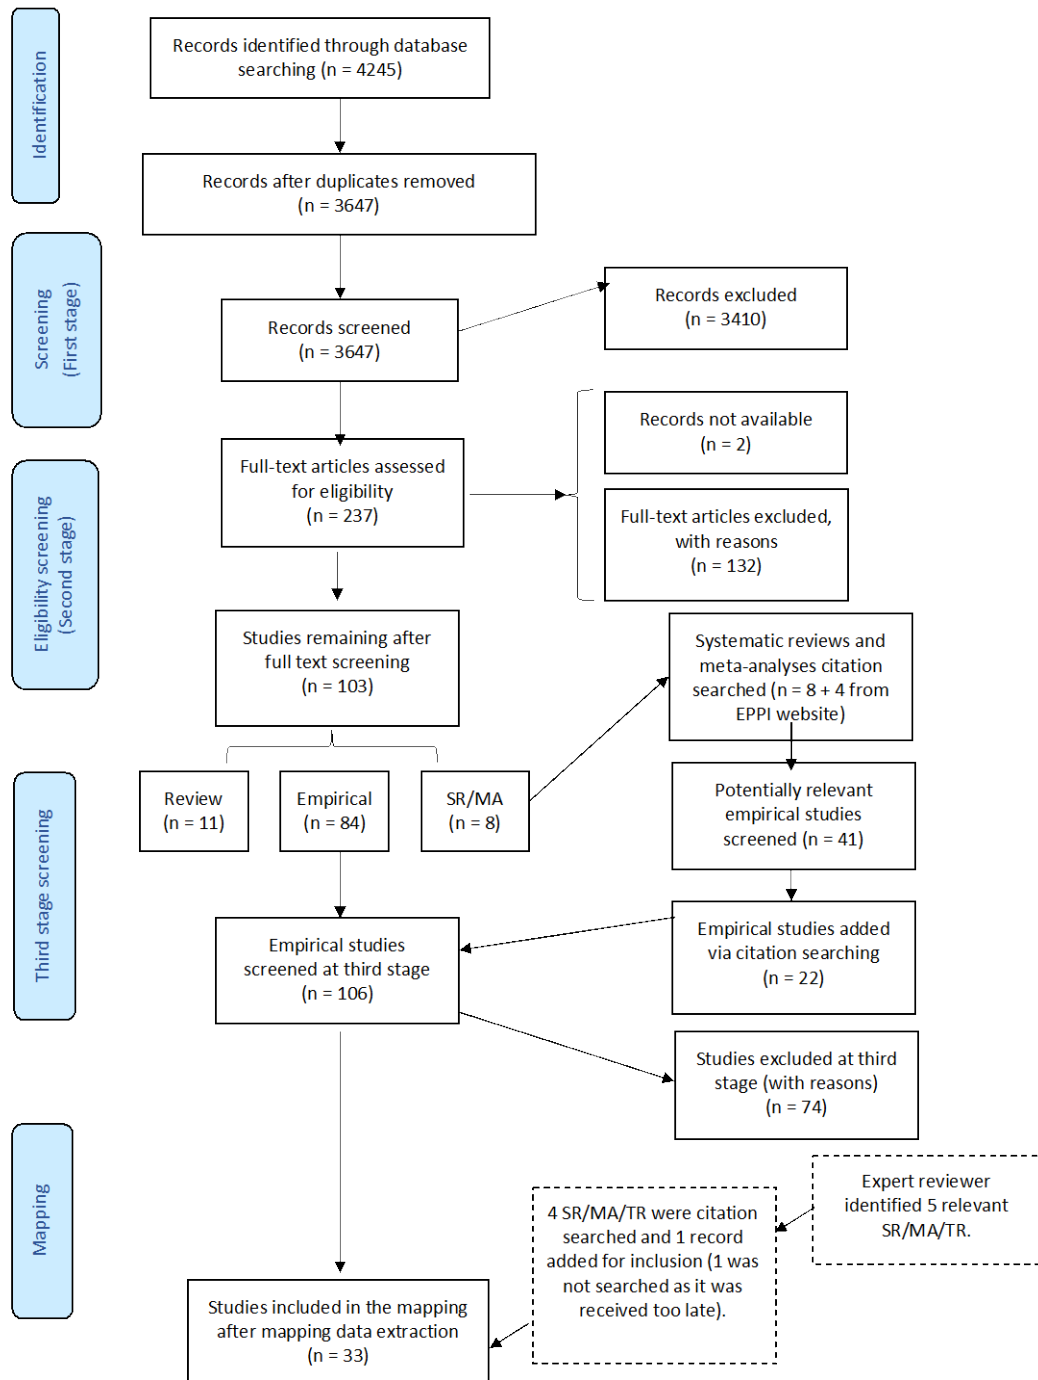 Identification
Records identified through database
searching (n = 4245)
Records after duplicates removed
(n = 3647)
Screening
(First stage)
Records screened
(n = 3647)
Records excluded
(n = 3410)
Eligibility screening
(Second stage)
Full-text articles assessed
for eligibility
(n = 237)
Records not available
(n = 2)
Full-text articles excluded,
with reasons
(n = 132)
Studies remaining after
full text screening
(n = 103)
Systematic reviews and
meta-analyses citation
searched (n = 8 + 4 from
EPPI website)
Third stage screening
Review
(n = 11)
Empirical
(n = 84)
SR/MA
(n = 8)
Potentially relevant
empirical studies
screened (n = 41)
Empirical studies
screened at third stage
(n = 106)
Empirical studies added
via citation searching
(n = 22)
Studies excluded at third
stage (with reasons)
(n = 74)
Mapping
Expert reviewer
identified 5 relevant
SR/MA/TR.
4 SR/MA/TR were citation
searched and 1 record
added for inclusion (1 was
not searched as it was
received too late).
Studies included in the mapping
after mapping data extraction
(n = 33)